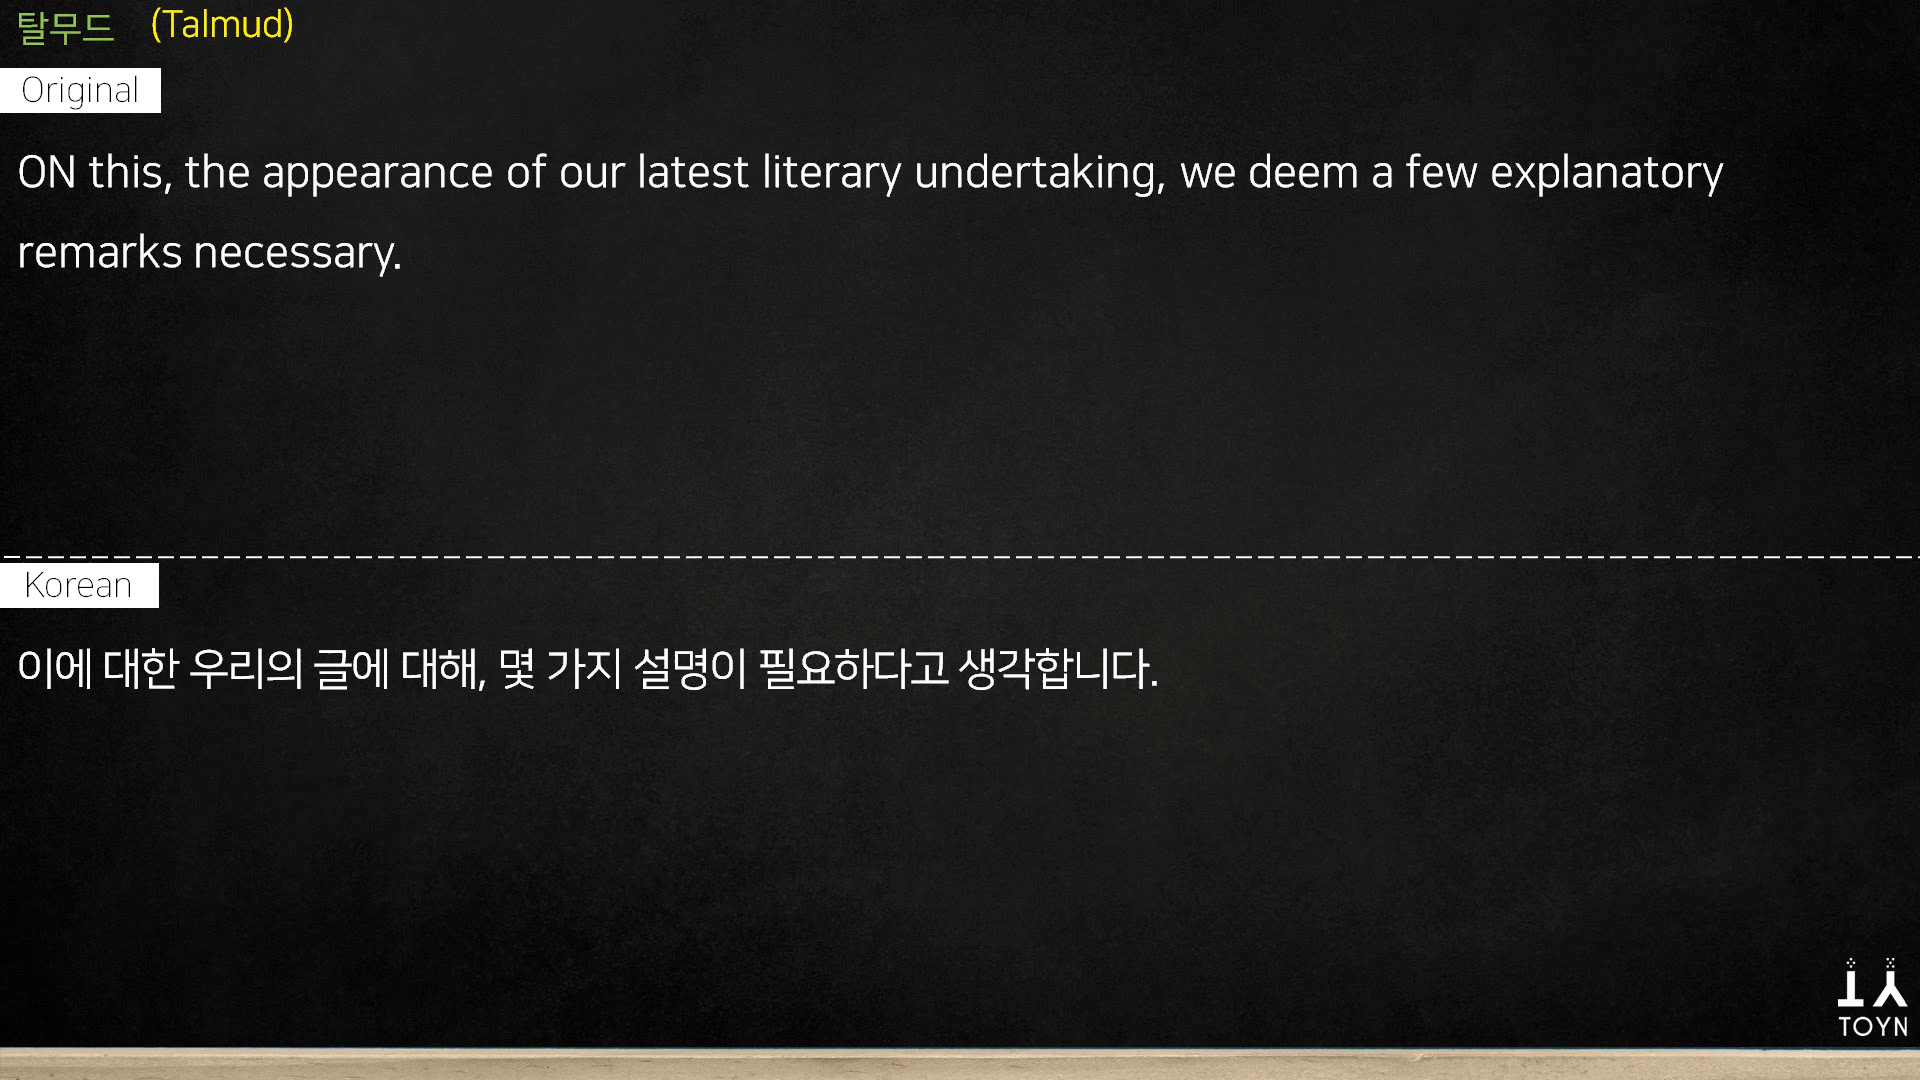 탈무드 (Talmud)
Original
ON this, the appearance of our latest literary undertaking, we deem a few explanatory
remarks necessary.
Korean
이에 대한 우리의 글에 대해, 몇 가지 설명이 필요하다고 생각합니다.
TOYN